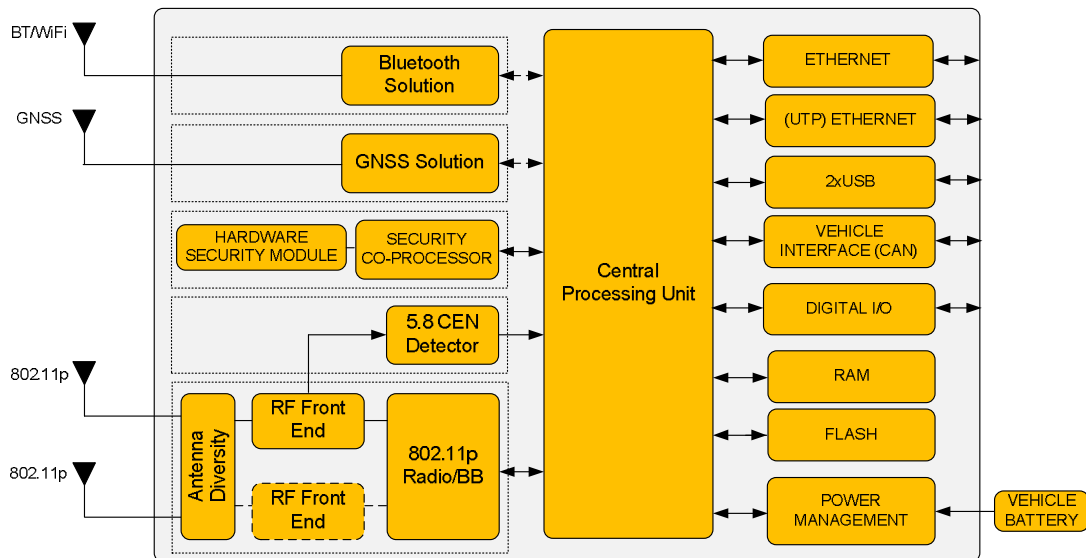 BT/WiFi
Bluetooth
Solution
GNSS
GNSS Solution
HARDWARE
SECURITY MODULE
SECURITY
CO-PROCESSOR
5.8 CEN
Detector
802.11p
802.11p
Antenna
Diversity
RF Front
End
RF Front
End
802.11p
Radio/BB
Central
Processing Unit
ETHERNET
(UTP) ETHERNET
2xUSB
VEHICLE
INTERFACE (CAN)
DIGITAL I/O
RAM
FLASH
POWER
MANAGEMENT
VEHICLE
BATTERY